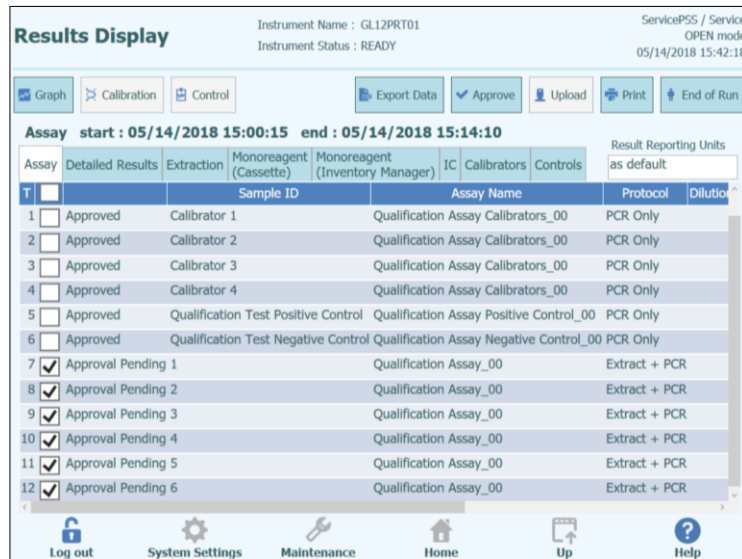 Results Display
Instrument Name : GL12PRT01
Instrument Status : READY
ServicePSS / Service
OPEN mode
05/14/2018 15:42:18
Graph Calibration Control Export Data Approve Upload Print End of Run
Assay start : 05/14/2018 15:00:15 end : 05/14/2018 15:14:10
Result Reporting Units
as default
Assay Detailed Results Extraction Monoreagent (Cassette) Monoreagent (Inventory Manager) IC Calibrators Controls
T Sample ID Assay Name Protocol Dilution
1 Approved Calibrator 1 Qualification Assay Calibrators_00 PCR Only
2 Approved Calibrator 2 Qualification Assay Calibrators_00 PCR Only
3 Approved Calibrator 3 Qualification Assay Calibrators_00 PCR Only
4 Approved Calibrator 4 Qualification Assay Calibrators_00 PCR Only
5 Approved Qualification Test Positive Control Qualification Assay Positive Control_00 PCR Only
6 Approved Qualification Test Negative Control Qualification Assay Negative Control_00 PCR Only
7 Approval Pending 1 Qualification Assay_00 Extract + PCR
8 Approval Pending 2 Qualification Assay_00 Extract + PCR
9 Approval Pending 3 Qualification Assay_00 Extract + PCR
10 Approval Pending 4 Qualification Assay_00 Extract + PCR
11 Approval Pending 5 Qualification Assay_00 Extract + PCR
12 Approval Pending 6 Qualification Assay_00 Extract + PCR
Log out System Settings Maintenance Home Up Help